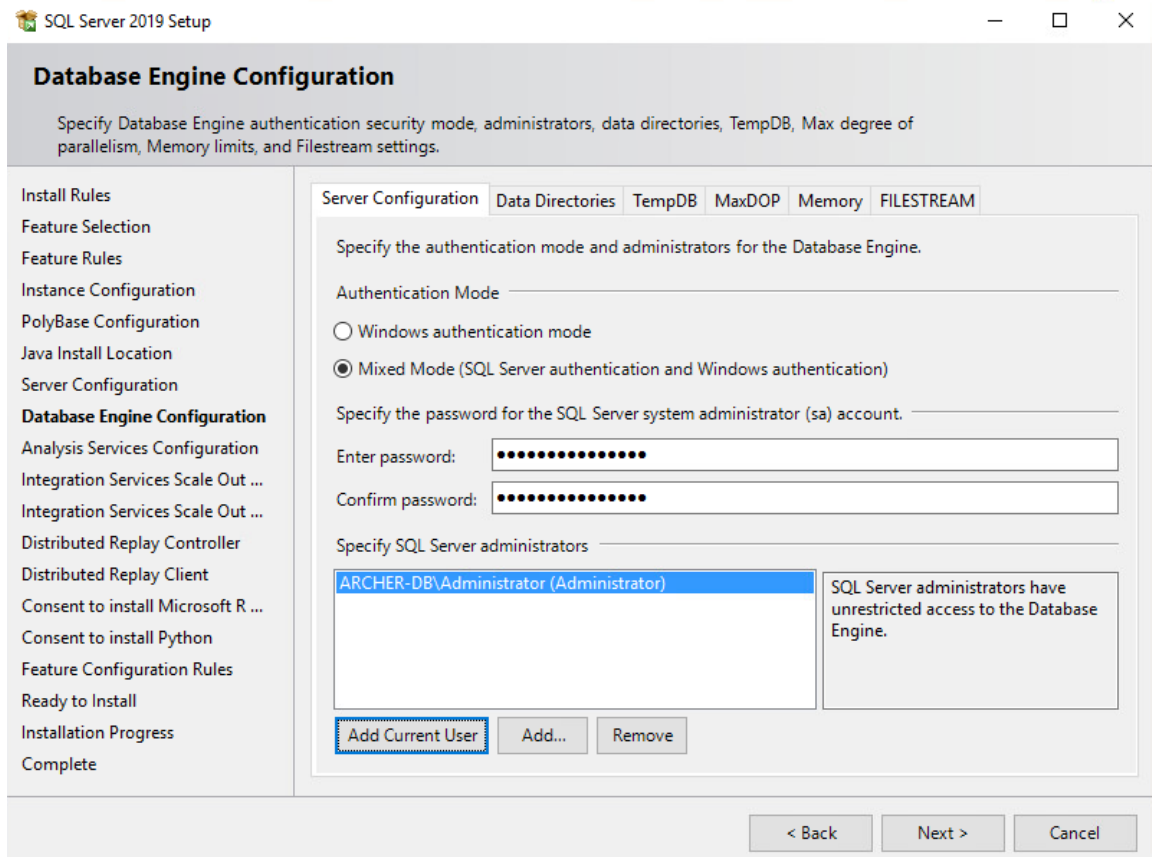 SQL Server 2019 Setup
Database Engine Configuration
Specify Database Engine authentication security mode, administrators, data directories, TempDB, Max degree of
parallelism, Memory limits, and Filestream settings.
Install Rules
Feature Selection
Feature Rules
Instance Configuration
PolyBase Configuration
Java Install Location
Server Configuration
Database Engine Configuration
Analysis Services Configuration
Integration Services Scale Out ...
Integration Services Scale Out ...
Distributed Replay Controller
Distributed Replay Client
Consent to install Microsoft R ...
Consent to install Python
Feature Configuration Rules
Ready to Install
Installation Progress
Complete
Server Configuration Data Directories TempDB MaxDOP Memory FILESTREAM
Specify the authentication mode and administrators for the Database Engine.
Authentication Mode
Windows authentication mode
Mixed Mode (SQL Server authentication and Windows authentication)
Specify the password for the SQL Server system administrator (sa) account.
Enter password: ●●●●●●●●●●●●●●●
Confirm password: ●●●●●●●●●●●●●●●
Specify SQL Server administrators
ARCHER-DB\Administrator (Administrator)
SQL Server administrators have
unrestricted access to the Database
Engine.
Add Current User Add... Remove
< Back Next > Cancel